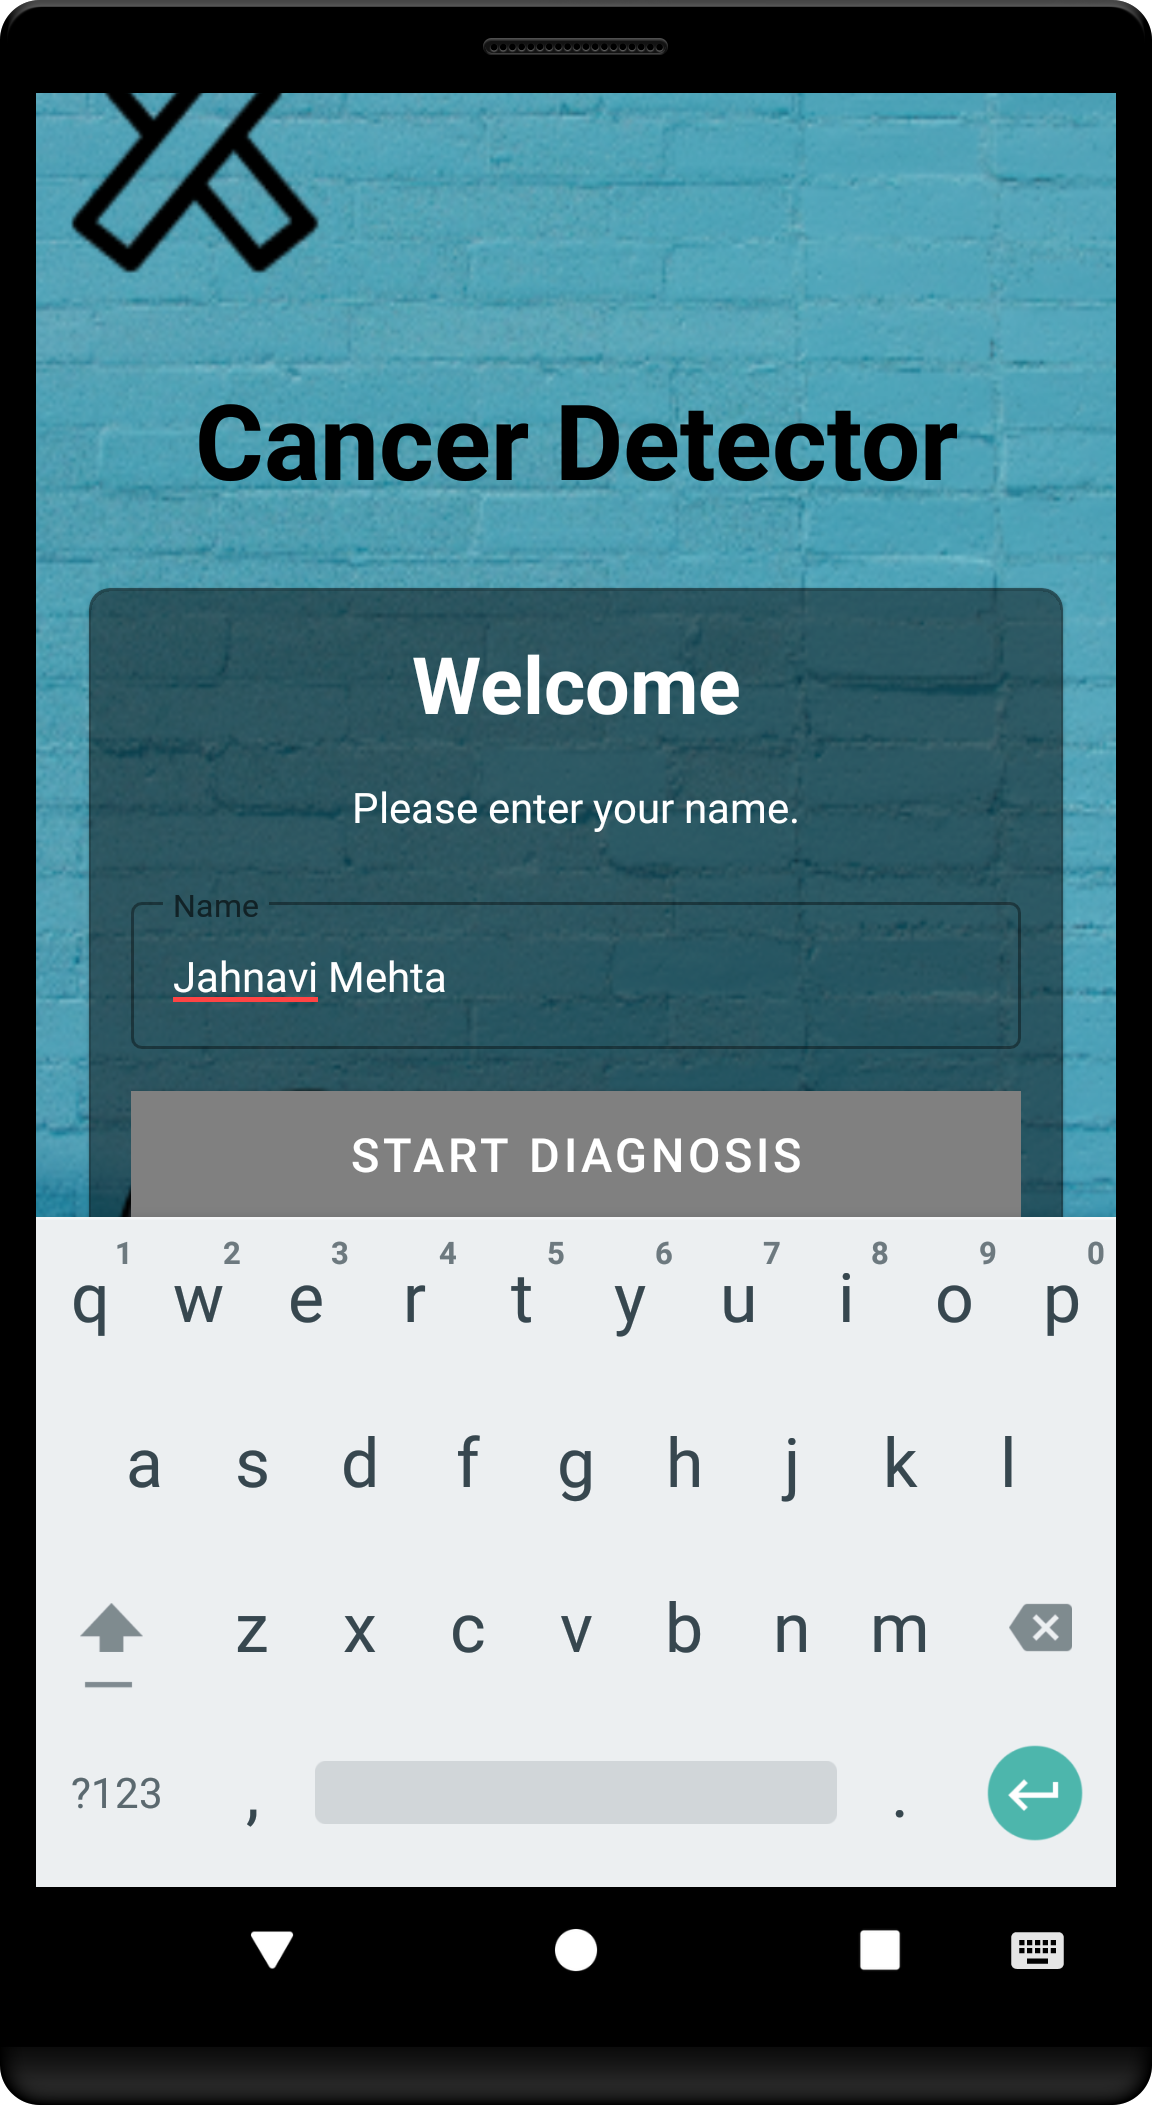 Cancer Detector
Welcome
Please enter your name.
Name
Jahnavi Mehta
START DIAGNOSIS
1 2 3 4 5 6 7 8 9 0
q w e r t y u i o p
a s d f g h j k l
z x c v b n m
?123 , .